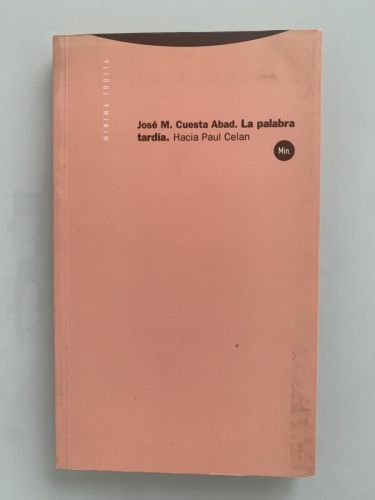 MINIMA TROTTA
José M. Cuesta Abad. La palabra
tardía. Hacia Paul Celan
Min.